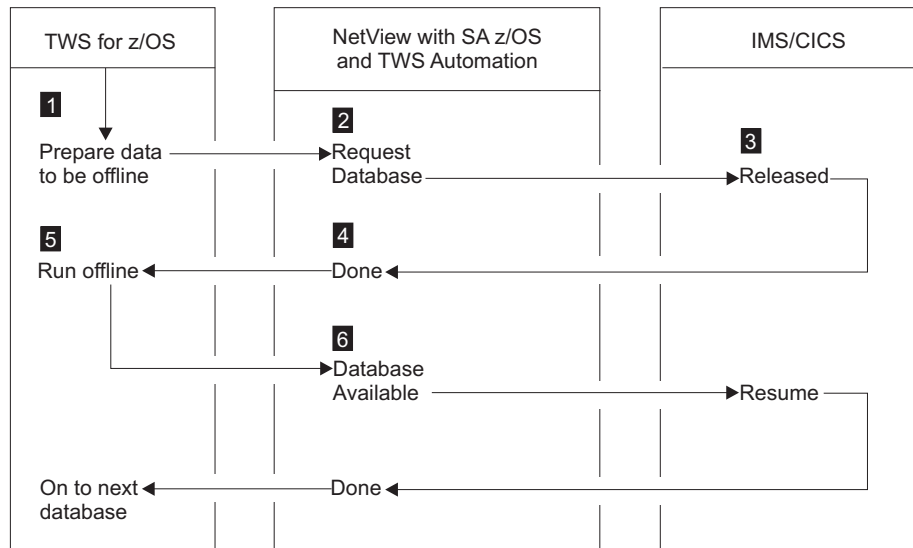 TWS for z/OS
NetView with SA z/OS
and TWS Automation
IMS/CICS
1
Prepare data
to be offline
2
Request
Database
3
Released
5
Run offline
4
Done
6
Database
Available
Resume
On to next
database
Done